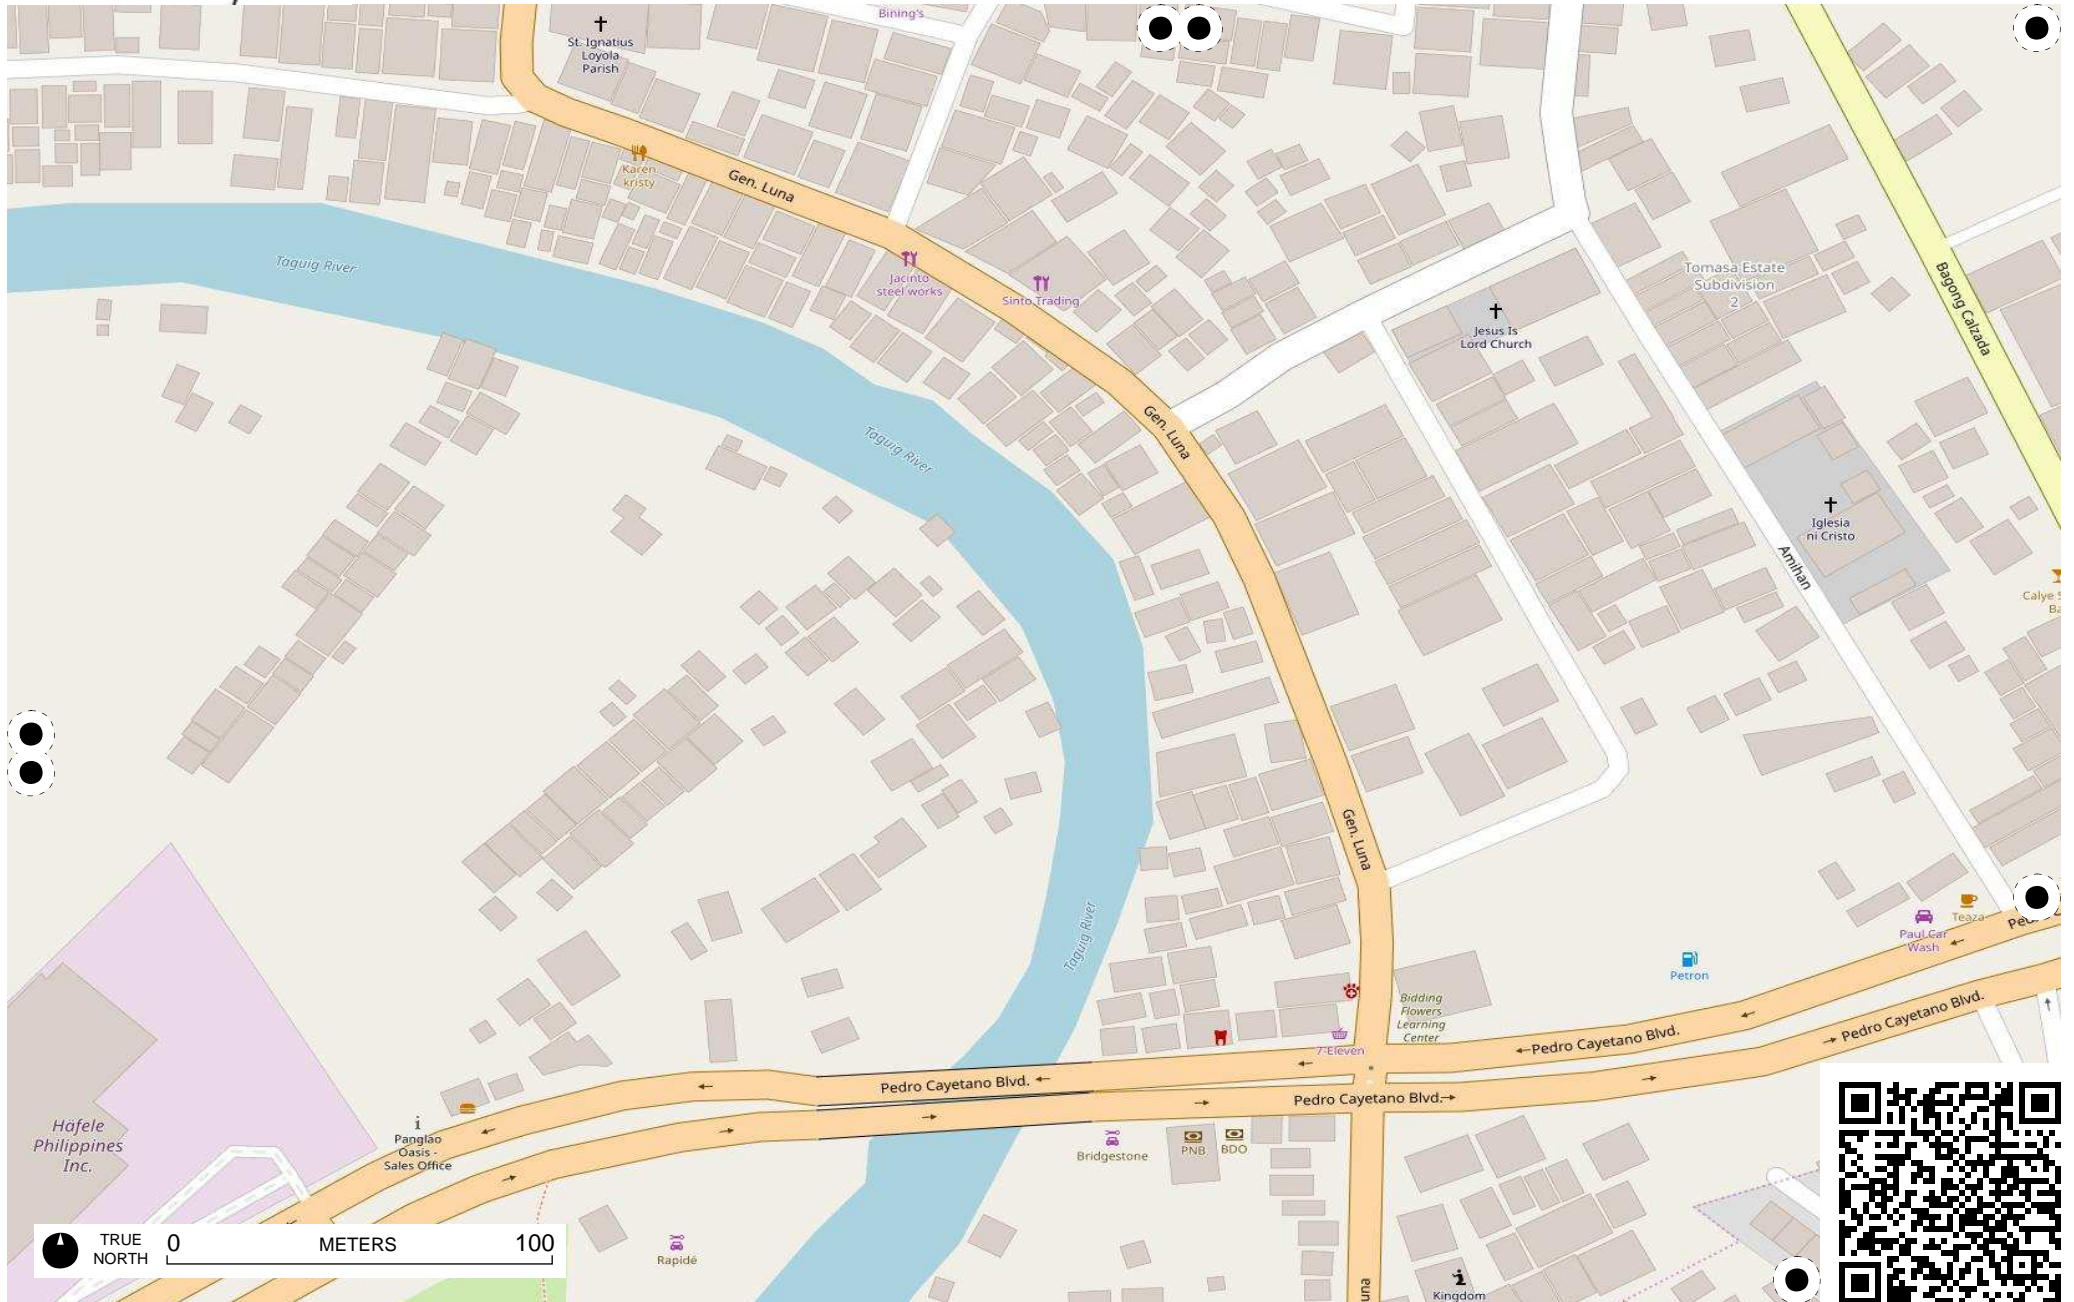 Bining's
St. Ignatius
Loyola
Parish
Karen
kristy
Gen. Luna
Taguig River
Jacinto
steel works
Sinto Trading
Tomasa Estate
Subdivision
2
Bagong Calzada
Jesus Is
Lord Church
Gen. Luna
Taguig River
Iglesia
ni Cristo
Amihan
Calye
Gen. Luna
Taguig River
Teaza
Paul Car
Wash
Petron
Bidding
Flowers
Learning
Center
7-Eleven
Pedro Cayetano Blvd.
Pedro Cayetano Blvd.
Pedro Cayetano Blvd.
Pedro Cayetano Blvd.
Häfele
Philippines
Inc.
Panglao
Oasis -
Sales Office
Bridgestone
PNB
BDO
Rapidé
Kingdom
TRUE
NORTH
0 METERS 100